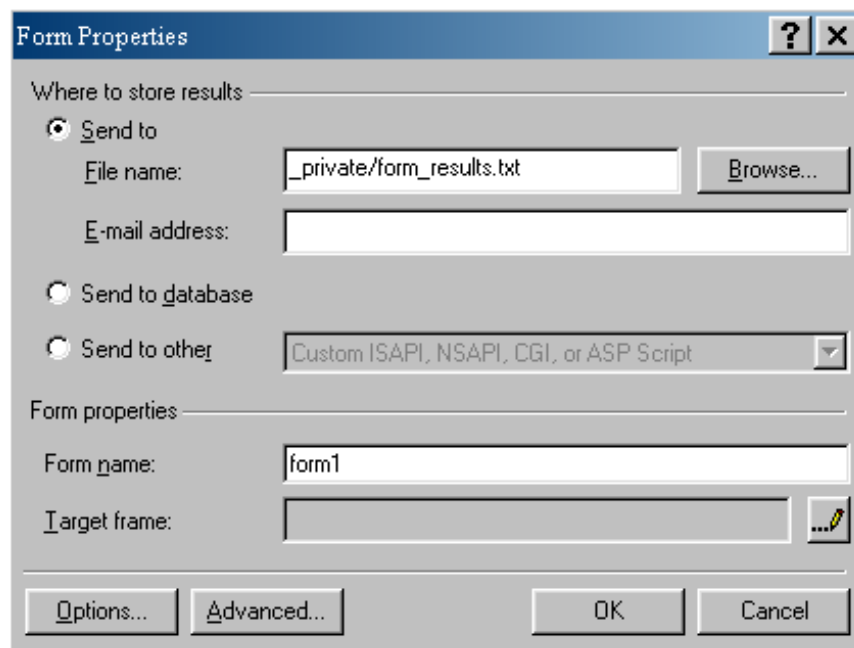 Form Properties
Where to store results
Send to
File name: _private/form_results.txt Browse...
E-mail address:
Send to database
Send to other Custom ISAPI, NSAPI, CGI, or ASP Script
Form properties
Form name: form1
Target frame: ...
Options... Advanced... OK Cancel